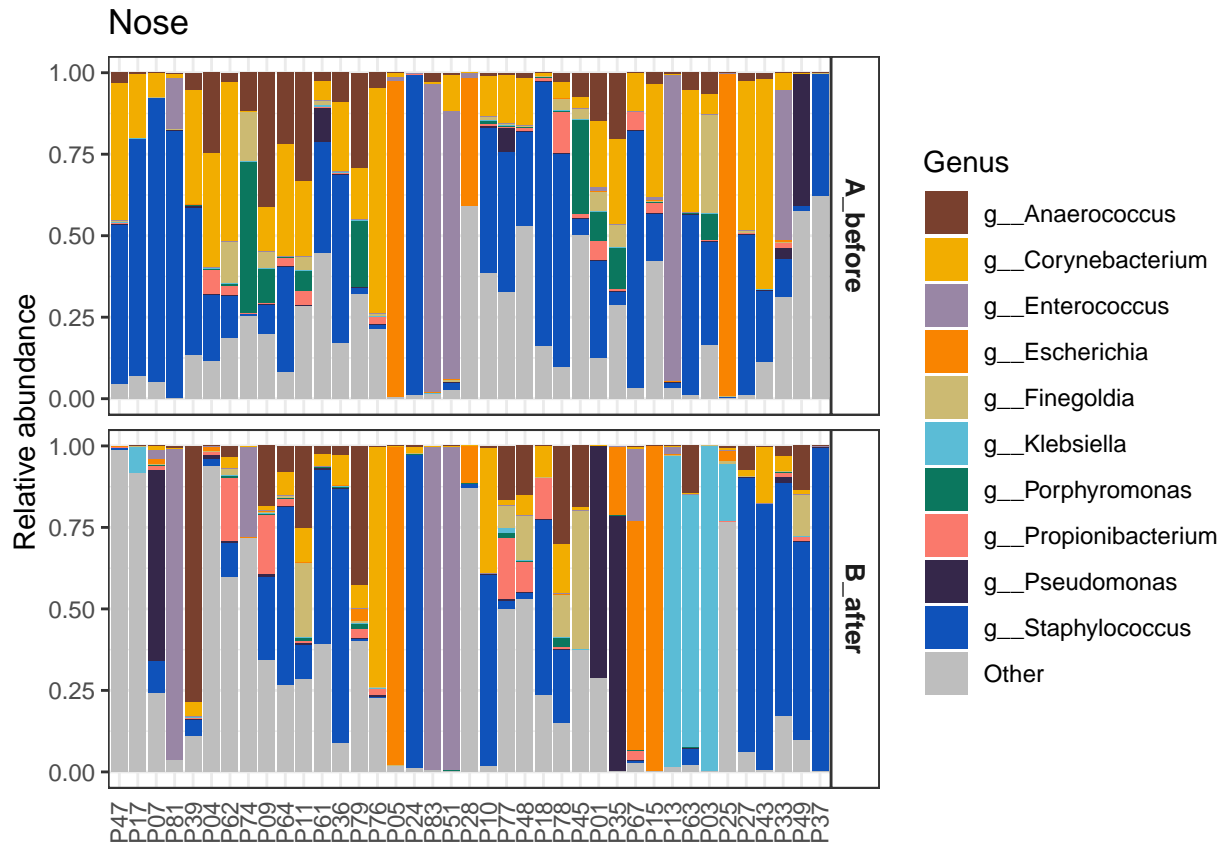 Nose
Relative abundance
1.00
0.75
0.50
0.25
0.00
A_before
1.00
0.75
0.50
0.25
0.00
B_after
P47
P17
P07
P81
P39
P04
P62
P74
P09
P64
P11
P61
P36
P79
P76
P05
P24
P83
P51
P28
P10
P77
P48
P18
P78
P45
P01
P35
P67
P15
P13
P63
P03
P25
P27
P43
P33
P49
P37
Genus
g__Anaerococcus
g__Corynebacterium
g__Enterococcus
g__Escherichia
g__Finegoldia
g__Klebsiella
g__Porphyromonas
g__Propionibacterium
g__Pseudomonas
g__Staphylococcus
Other